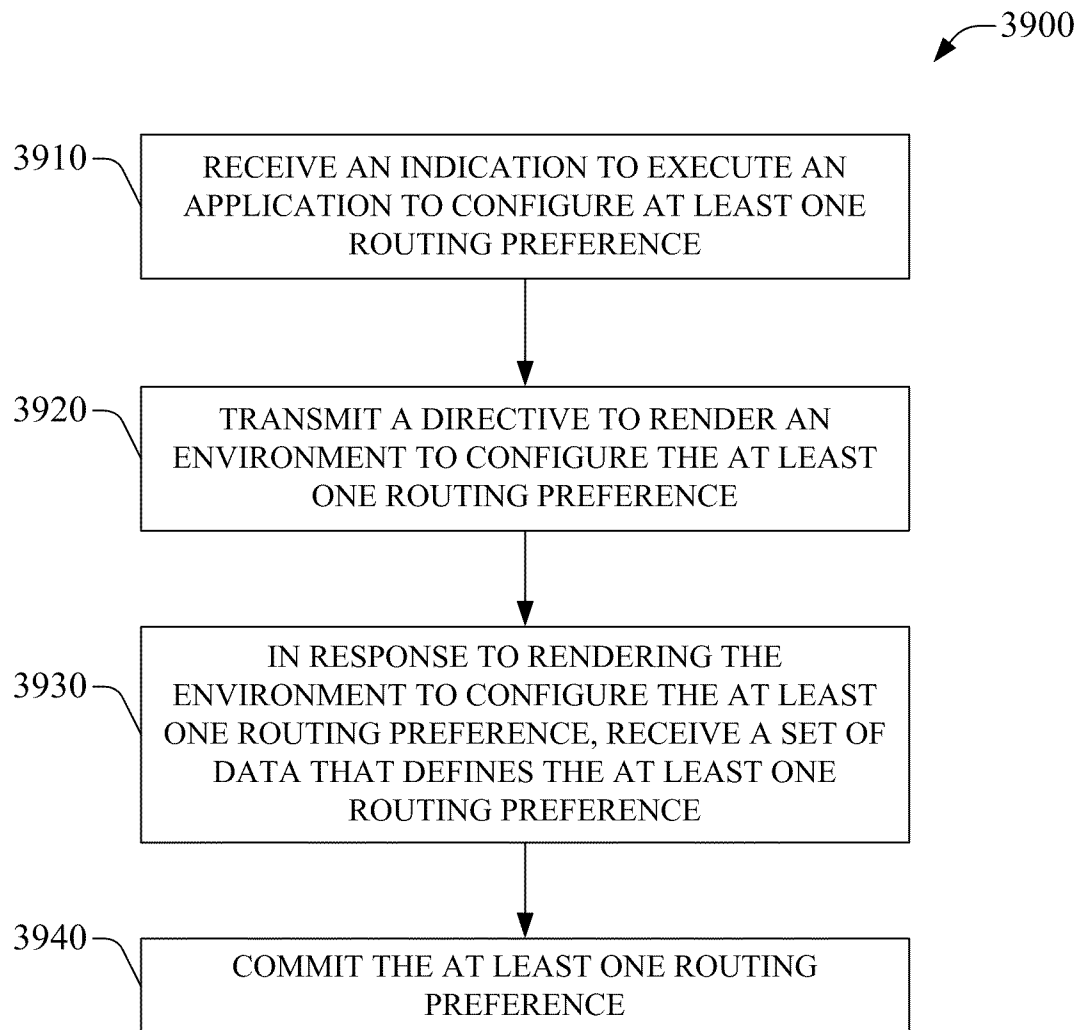 3900
3910
RECEIVE AN INDICATION TO EXECUTE AN
APPLICATION TO CONFIGURE AT LEAST ONE
ROUTING PREFERENCE
3920
TRANSMIT A DIRECTIVE TO RENDER AN
ENVIRONMENT TO CONFIGURE THE AT LEAST
ONE ROUTING PREFERENCE
3930
IN RESPONSE TO RENDERING THE
ENVIRONMENT TO CONFIGURE THE AT LEAST
ONE ROUTING PREFERENCE, RECEIVE A SET OF
DATA THAT DEFINES THE AT LEAST ONE
ROUTING PREFERENCE
3940
COMMIT THE AT LEAST ONE ROUTING
PREFERENCE